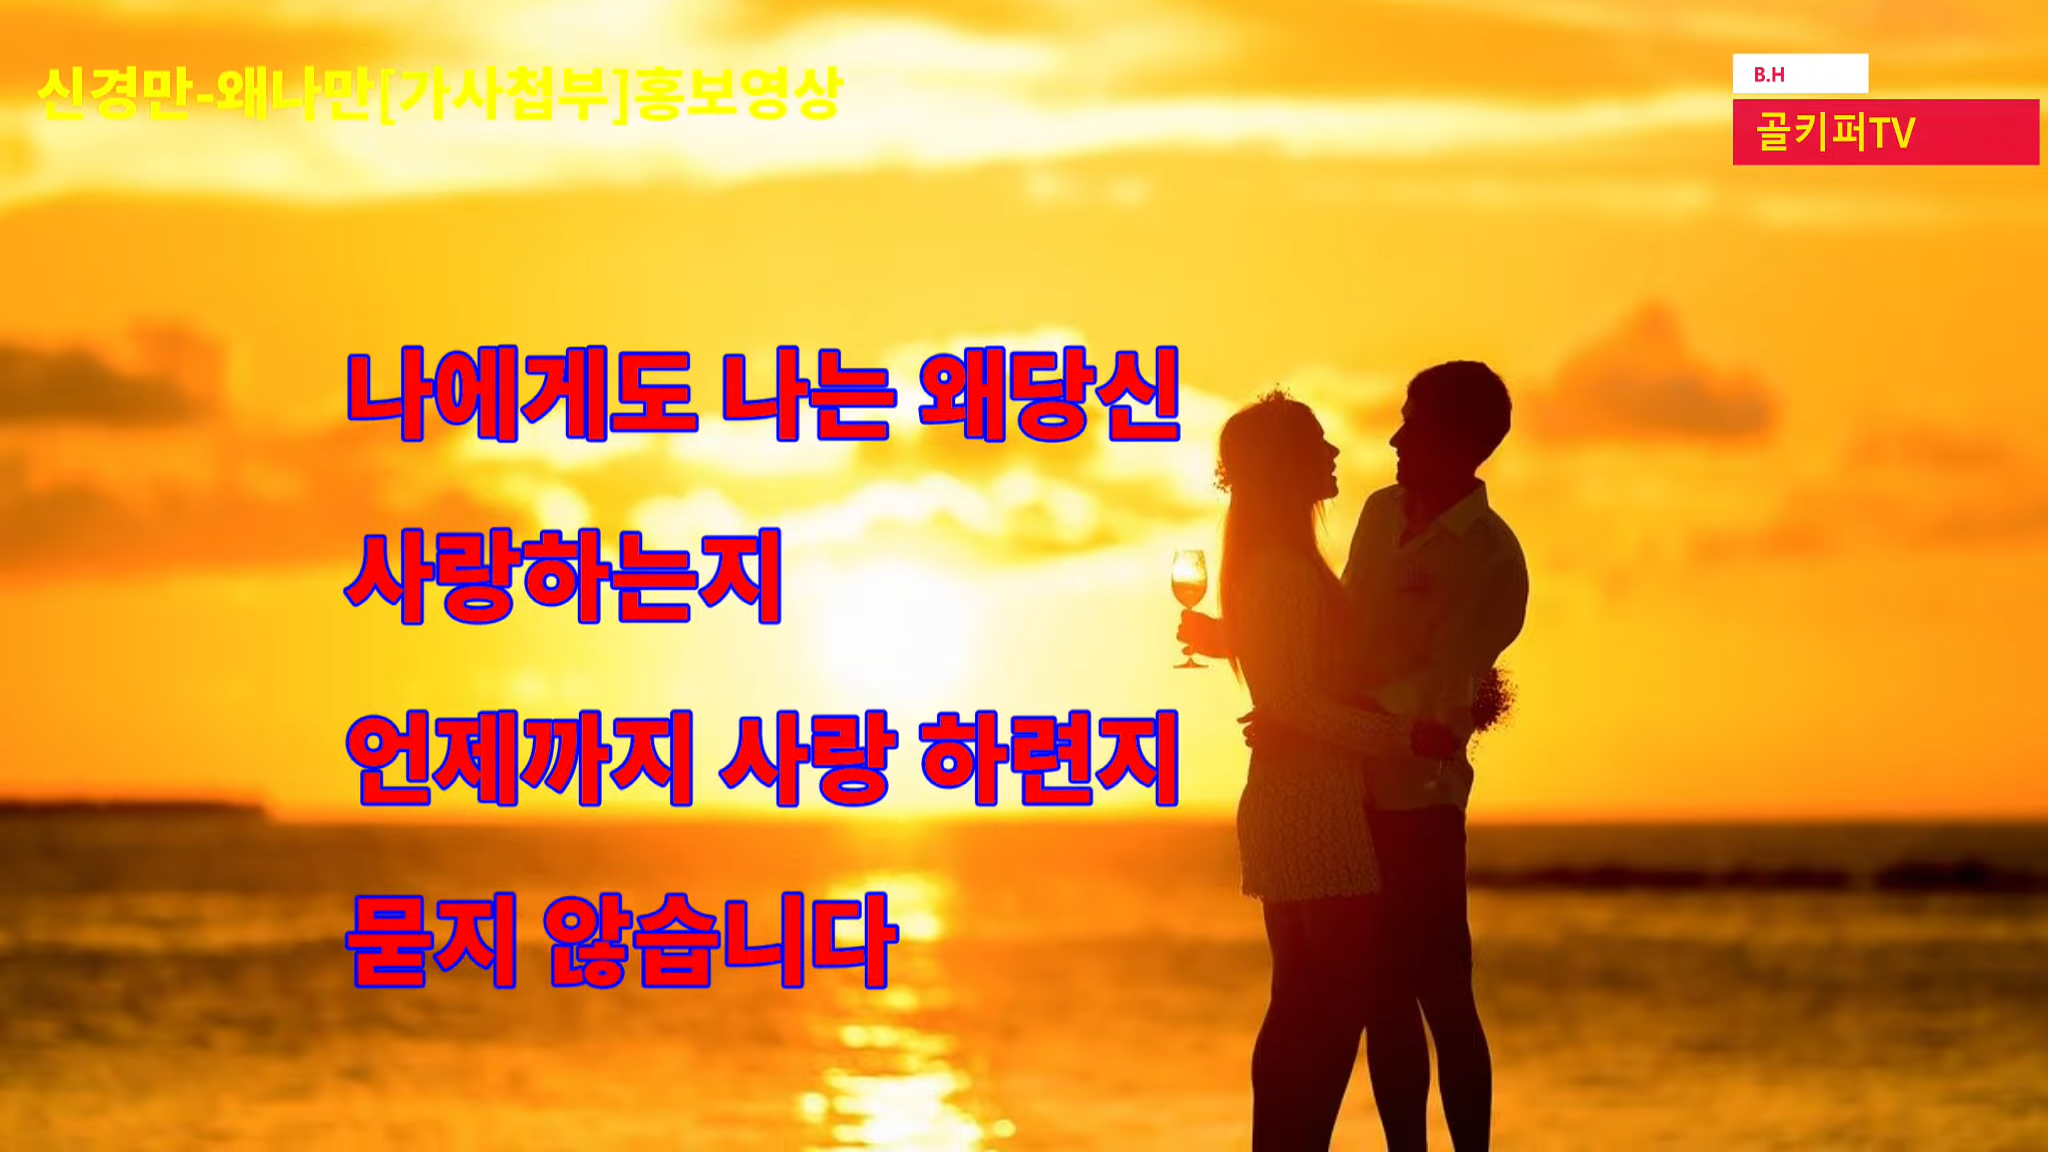 신경만-왜나만[가사첨부]홍보영상
B.H
골키퍼TV
나에게도 나는 왜당신
사랑하는지
언제까지 사랑 하련지
묻지 않습니다